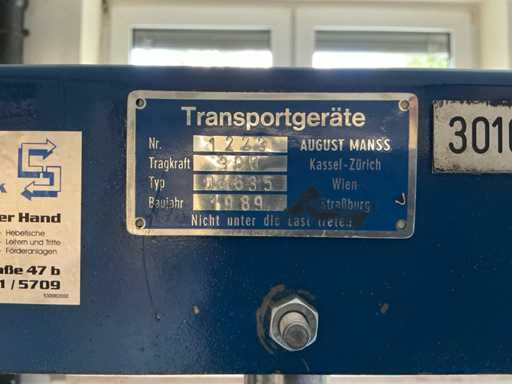 Transportgeräte
Nr. 1243 AUGUST MANSS
Tragkraft Kassel-Zürich
Typ Wien
Baujahr 1989 Straßburg
Nicht unter die Last treten
3010
er Hand
- Hebetische
- Leitern und Tritte
- Förderanlagen
aße 47 b
1 / 5709